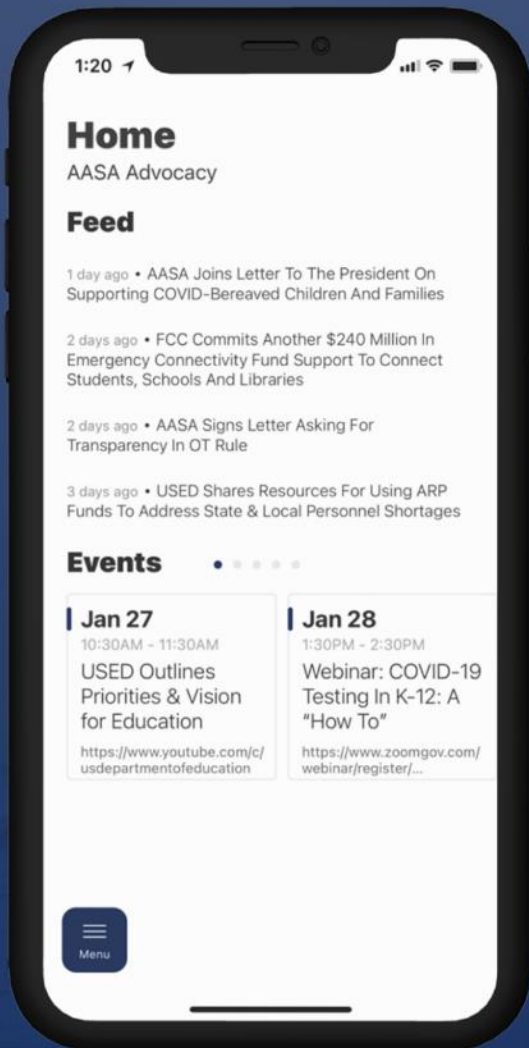 1:20
Home
AASA Advocacy
Feed
1 day ago • AASA Joins Letter To The President On
Supporting COVID-Bereaved Children And Families
2 days ago • FCC Commits Another $240 Million In
Emergency Connectivity Fund Support To Connect
Students, Schools And Libraries
2 days ago • AASA Signs Letter Asking For
Transparency In OT Rule
3 days ago • USED Shares Resources For Using ARP
Funds To Address State & Local Personnel Shortages
Events
Jan 27
10:30AM - 11:30AM
USED Outlines
Priorities & Vision
for Education
https://www.youtube.com/c/
usdepartmentofeducation
Jan 28
1:30PM - 2:30PM
Webinar: COVID-19
Testing In K-12: A
"How To"
https://www.zoomgov.com/
webinar/register/...
Menu